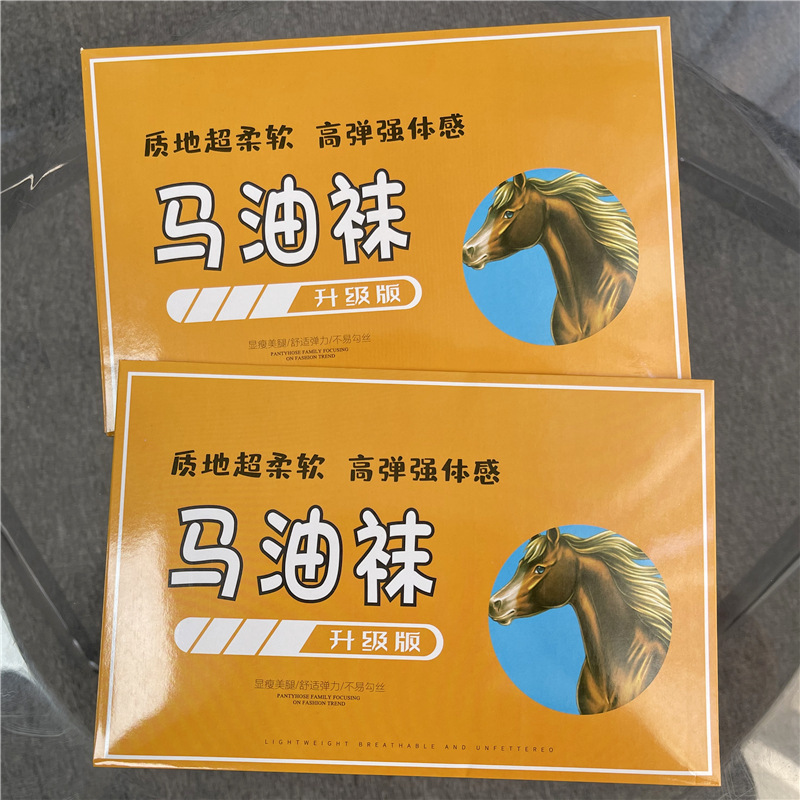 质地超柔软 高弹强体感
马油袜
升级版
显瘦美腿/舒适弹力/不易勾丝
PANTYHOSE FAMILY FOCUSING
ON FASHION TREND
质地超柔软 高弹强体感
马油袜
升级版
显瘦美腿/舒适弹力/不易勾丝
PANTYHOSE FAMILY FOCUSING
ON FASHION TREND
LIGHTWEIGHT BREATHABLE AND UNFETTERED